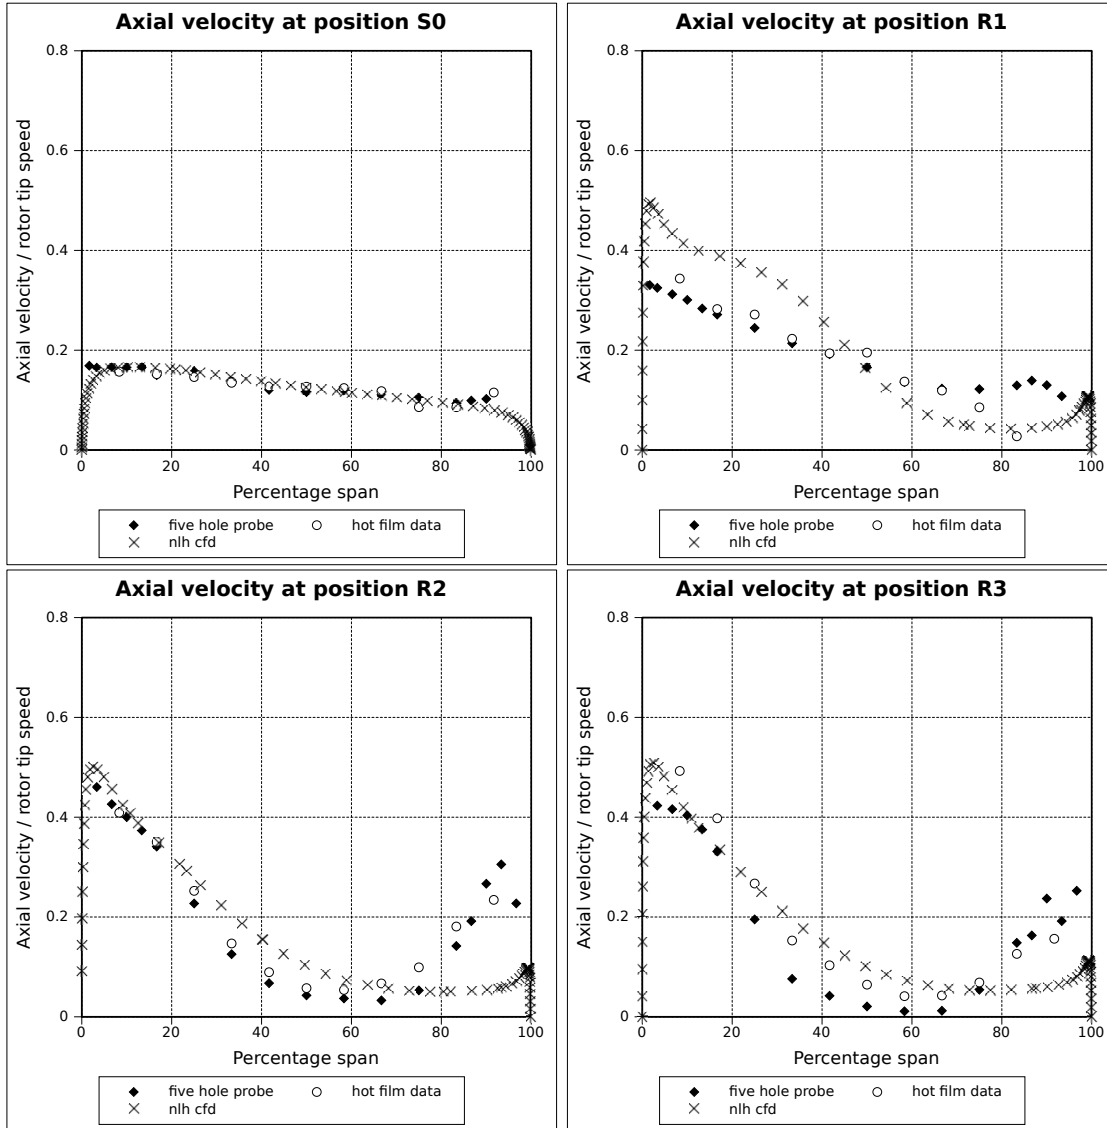 Axial velocity at position S0
Axial velocity / rotor tip speed
0.8
0.6
0.4
0.2
0
0 20 40 60 80 100
Percentage span
five hole probe hot film data
nlh cfd
Axial velocity at position R1
Axial velocity / rotor tip speed
0.8
0.6
0.4
0.2
0
0 20 40 60 80 100
Percentage span
five hole probe hot film data
nlh cfd
Axial velocity at position R2
Axial velocity / rotor tip speed
0.8
0.6
0.4
0.2
0
0 20 40 60 80 100
Percentage span
five hole probe hot film data
nlh cfd
Axial velocity at position R3
Axial velocity / rotor tip speed
0.8
0.6
0.4
0.2
0
0 20 40 60 80 100
Percentage span
five hole probe hot film data
nlh cfd